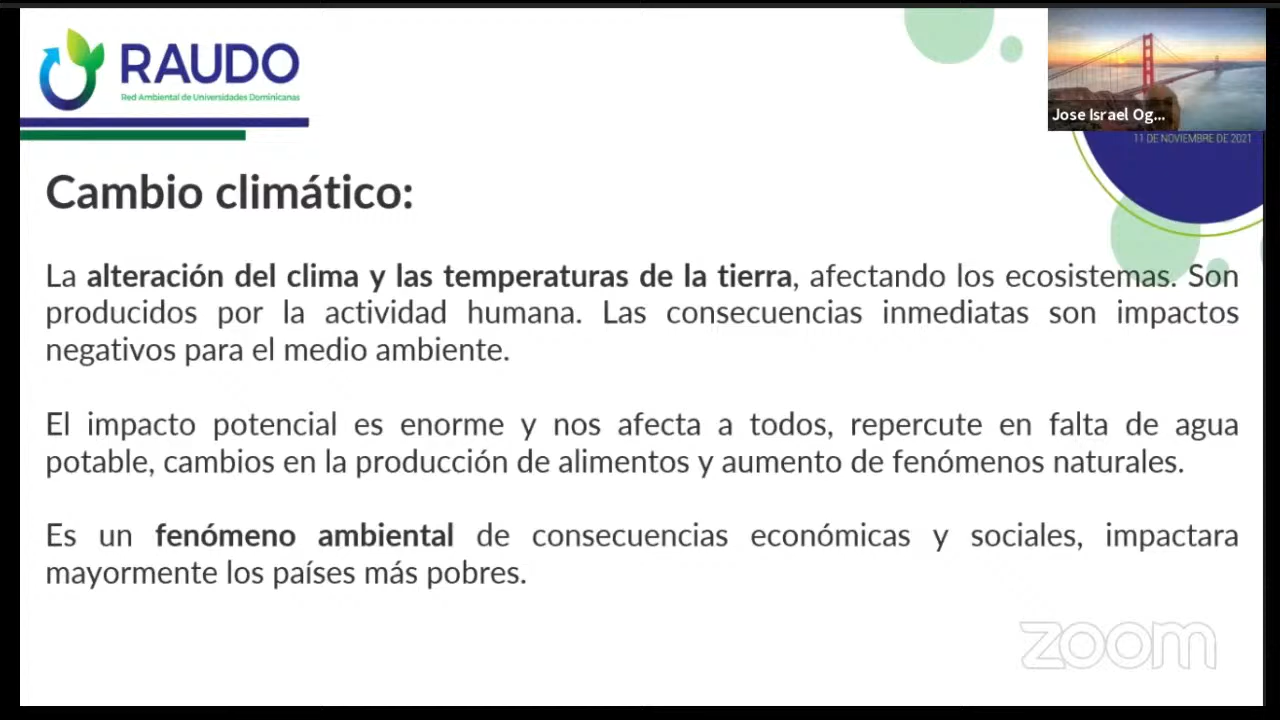 RAUDO
Red Ambiental de Universidades Dominicanas
Jose Israel Og...
11 DE NOVIEMBRE DE 2021
Cambio climático:
La alteración del clima y las temperaturas de la tierra, afectando los ecosistemas. Son
producidos por la actividad humana. Las consecuencias inmediatas son impactos
negativos para el medio ambiente.
El impacto potencial es enorme y nos afecta a todos, repercute en falta de agua
potable, cambios en la producción de alimentos y aumento de fenómenos naturales.
Es un fenómeno ambiental de consecuencias económicas y sociales, impactara
mayormente los países más pobres.
zoom